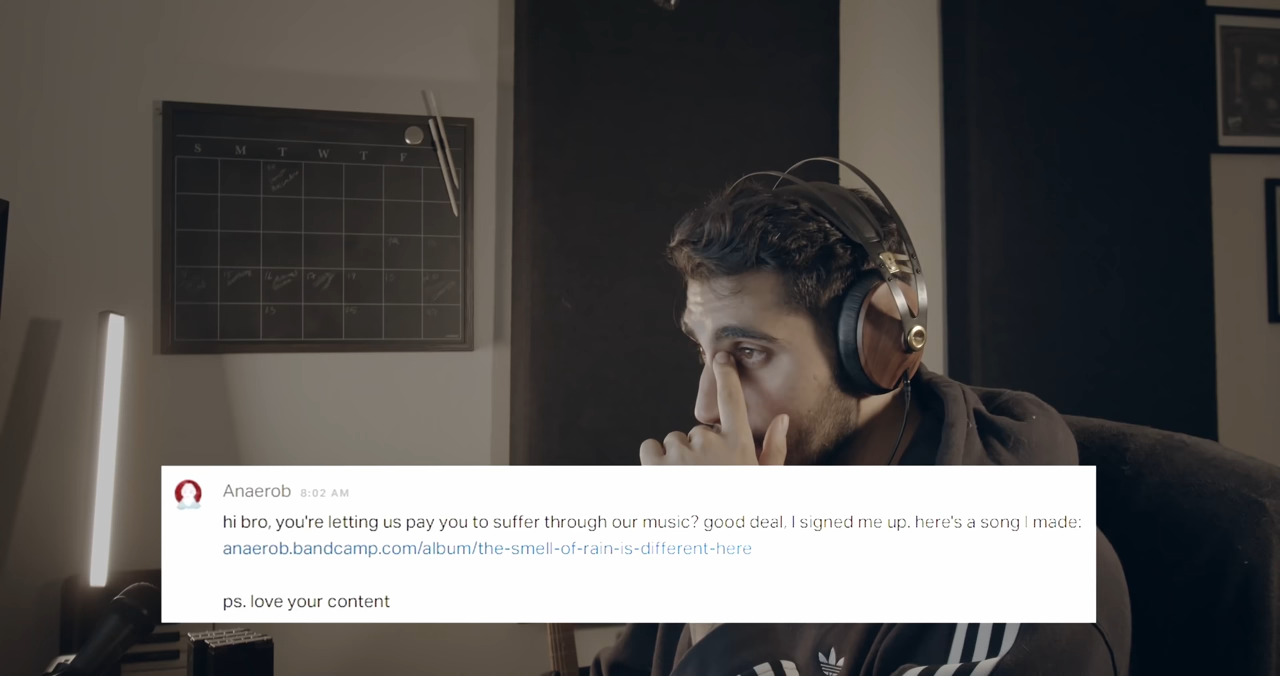 S M T W T F
Anaerob 8:02 AM
hi bro, you're letting us pay you to suffer through our music? good deal, I signed me up. here's a song I made:
anaerob.bandcamp.com/album/the-smell-of-rain-is-different-here
ps. love your content